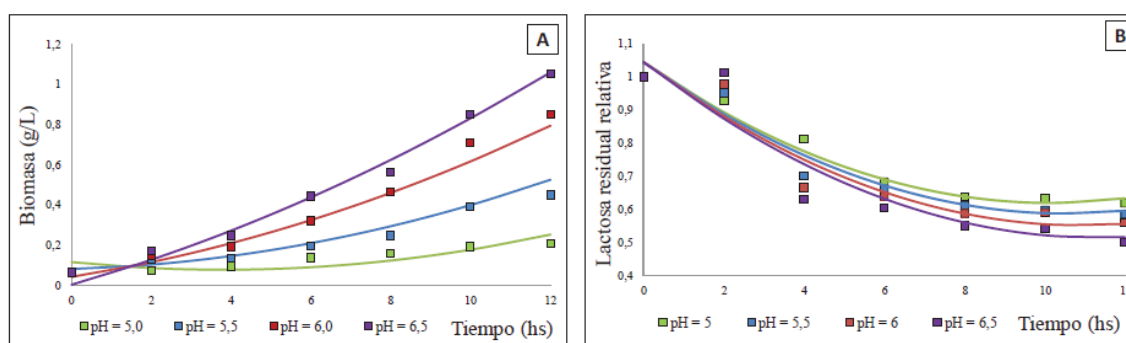 A
Biomasa (g/L)
1,2
1
0,8
0,6
0,4
0,2
0
0 2 4 6 8 10 12
pH = 5,0 pH = 5,5 pH = 6,0 pH = 6,5 Tiempo (hs)
B
Lactosa residual relativa
1,1
1
0,9
0,8
0,7
0,6
0,5
0,4
0 2 4 6 8 10 1
pH = 5 pH = 5,5 pH = 6 pH = 6,5 Tiempo (hs)